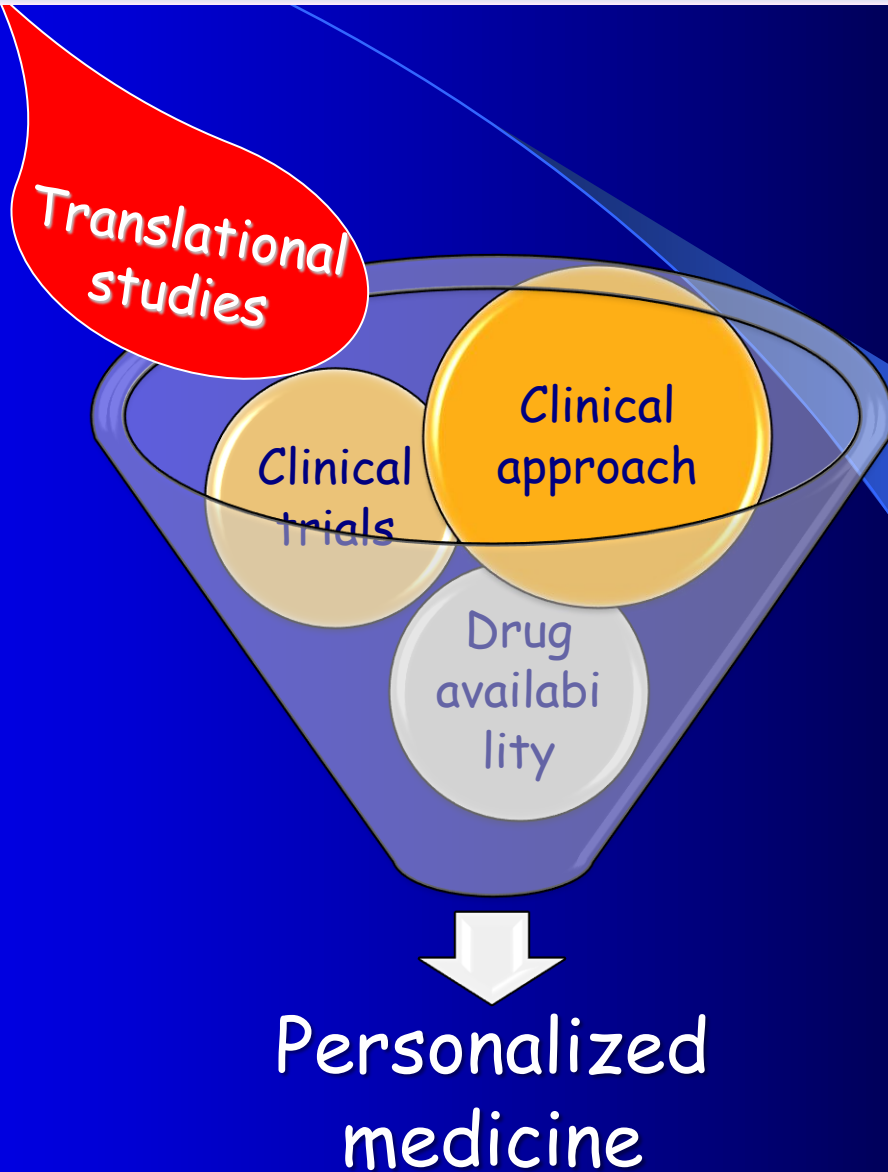 Translational
studies
Clinical
approach
Clinical
trials
Drug
availabi
lity
Personalized
medicine